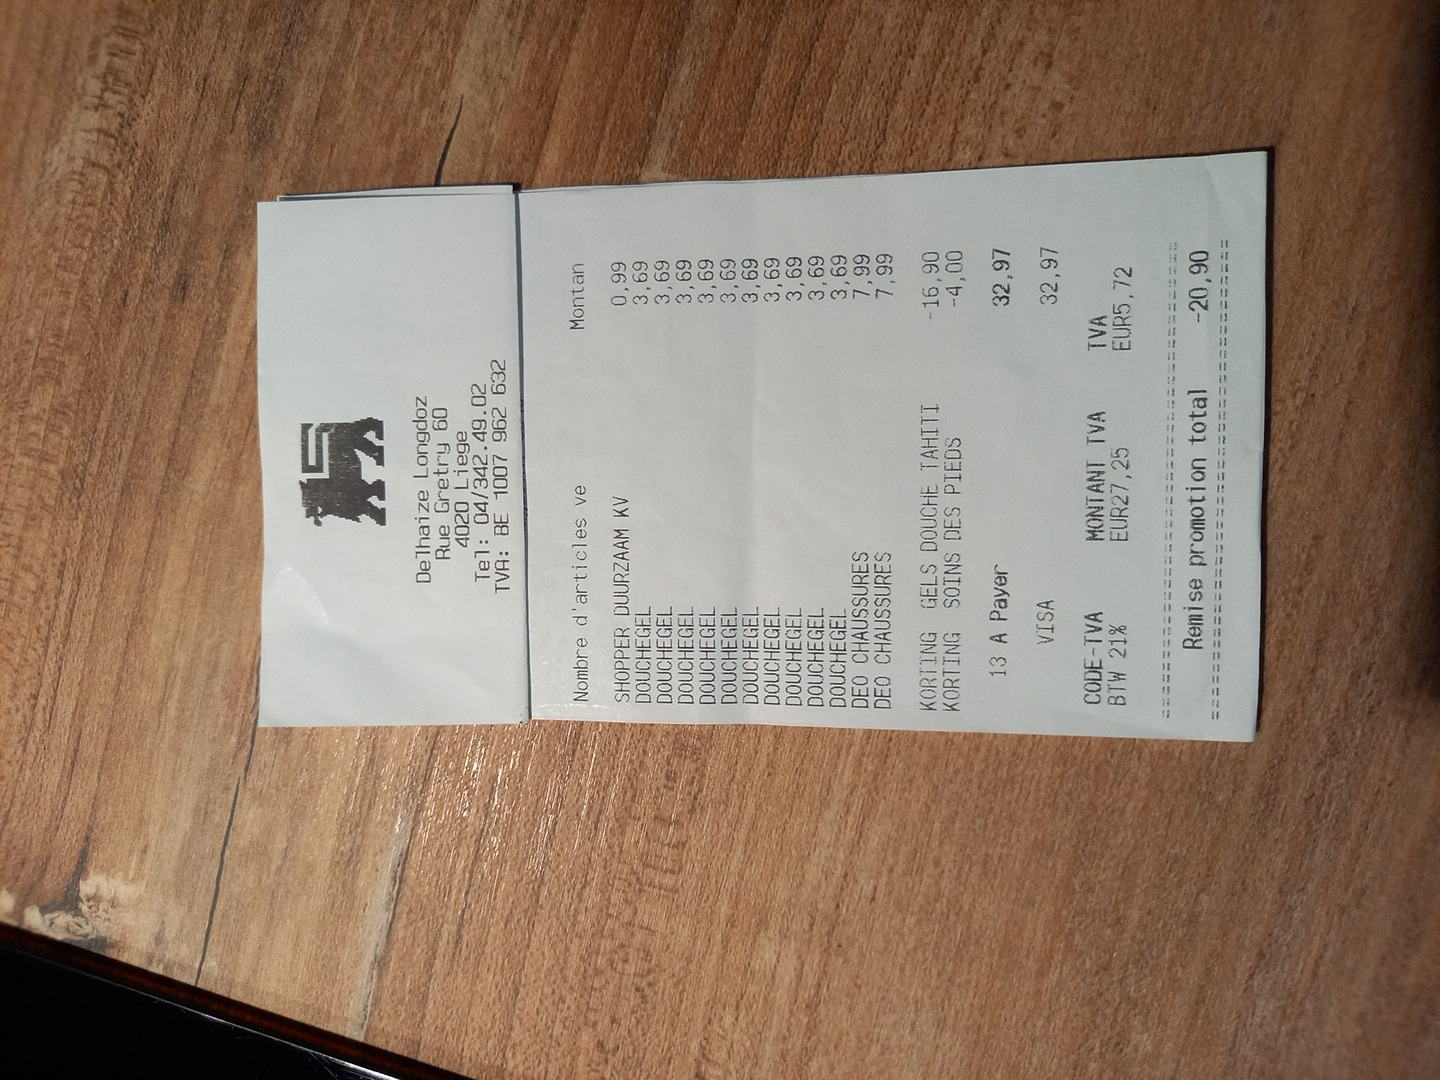 Delhaize Longdoz
Rue Gretry 60
4020 Liege
Tel: 04/342.49.02
TVA: BE 1007 962 632
Nombre d'articles ve Montan
SHOPPER DUURZAAM KV 0,99
DOUCHEGEL 3,69
DOUCHEGEL 3,69
DOUCHEGEL 3,69
DOUCHEGEL 3,69
DOUCHEGEL 3,69
DOUCHEGEL 3,69
DOUCHEGEL 3,69
DOUCHEGEL 3,69
DOUCHEGEL 3,69
DOUCHEGEL 3,69
DEO CHAUSSURES 7,99
DEO CHAUSSURES 7,99
KORTING GELS DOUCHE TAHITI -16,90
KORTING SOINS DES PIEDS -4,00
13 A Payer 32,97
VISA 32,97
CODE-TVA MONTANT TVA TVA
BTW 21% EUR27,25 EUR5,72
Remise promotion total -20,90